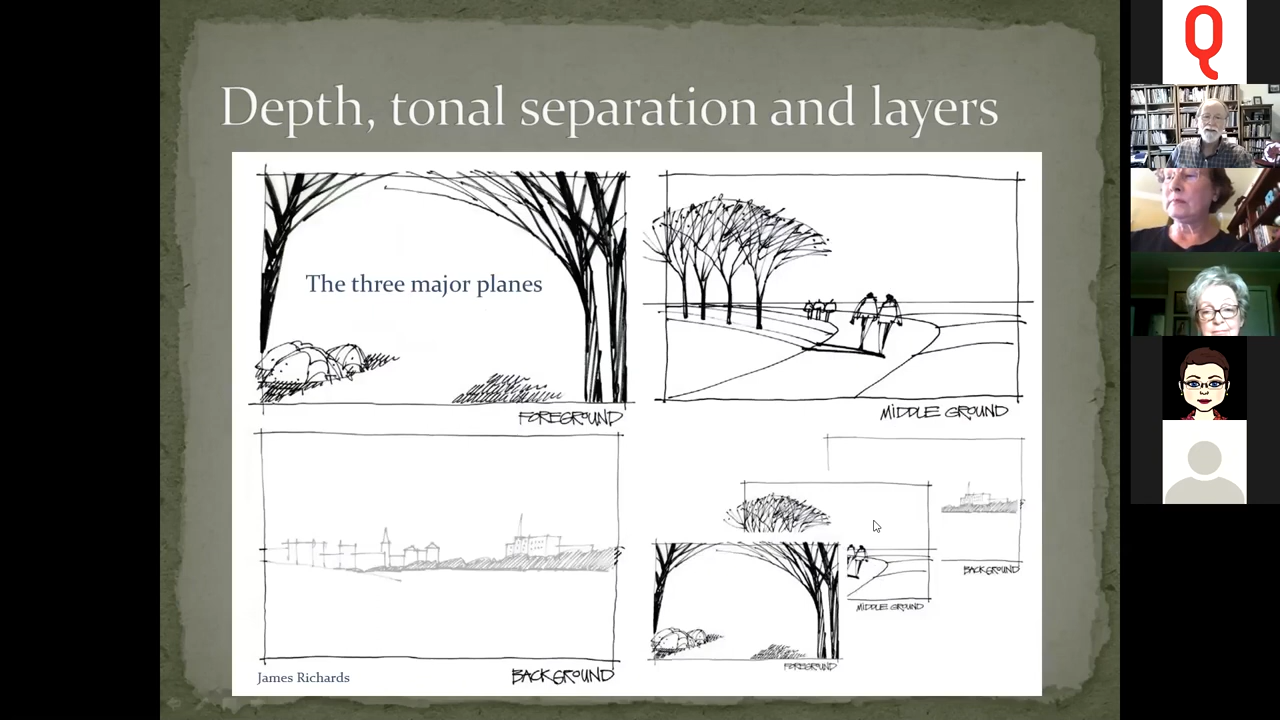 Depth, tonal separation and layers
The three major planes
FOREGROUND
MIDDLE GROUND
BACKGROUND
James Richards
FOREGROUND
MIDDLE GROUND
BACKGROUND
Q